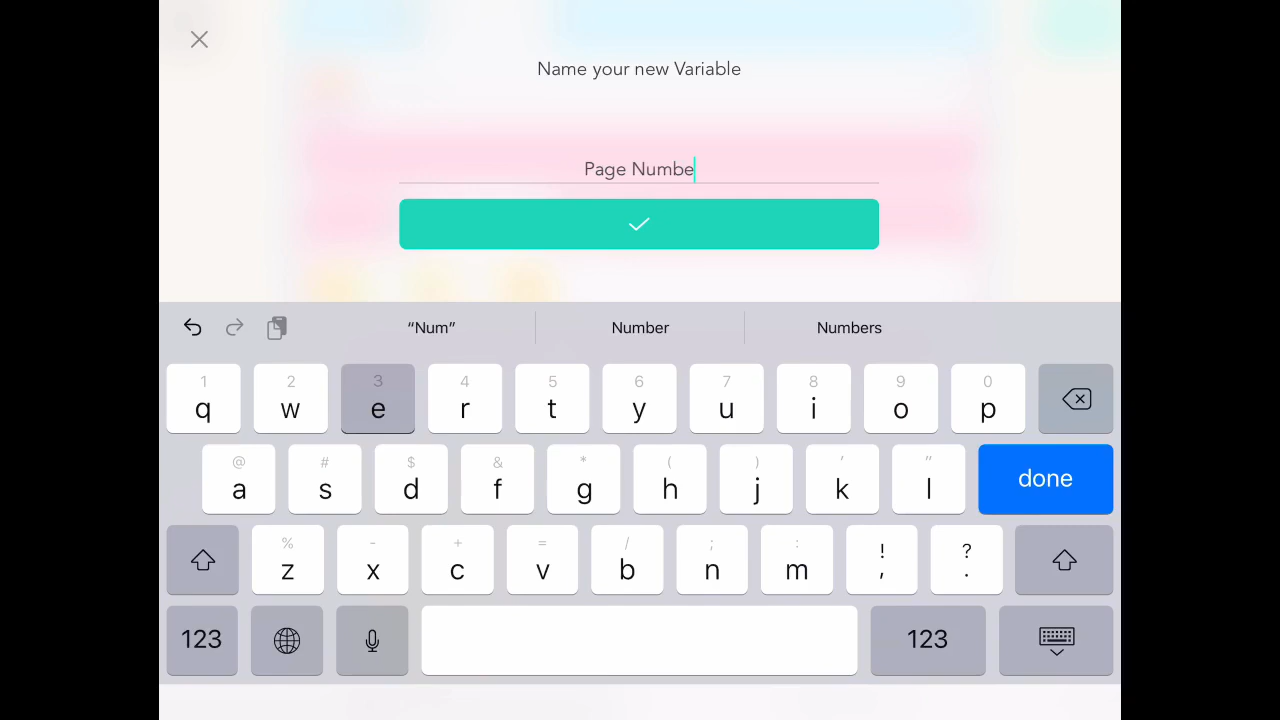 Name your new Variable
Page Numbe
“Num” Number Numbers
1 2 3 4 5 6 7 8 9 0
q w e r t y u i o p
@ # $ & * ( ) ' "
a s d f g h j k l done
% - + = / ; : ! ?
z x c v b n m , .
123 123